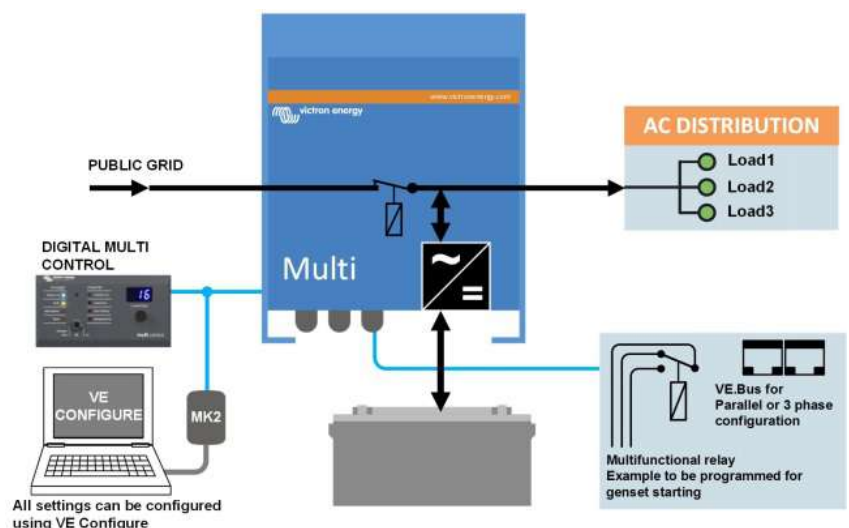 www.victronenergy.com
victron energy
AC DISTRIBUTION
Load1
Load2
Load3
PUBLIC GRID
DIGITAL MULTI
CONTROL
16
Multi
VE
CONFIGURE
MK2
All settings can be configured
using VE Configure
VE.Bus for
Parallel or 3 phase
configuration
Multifunctional relay
Example to be programmed for
genset starting